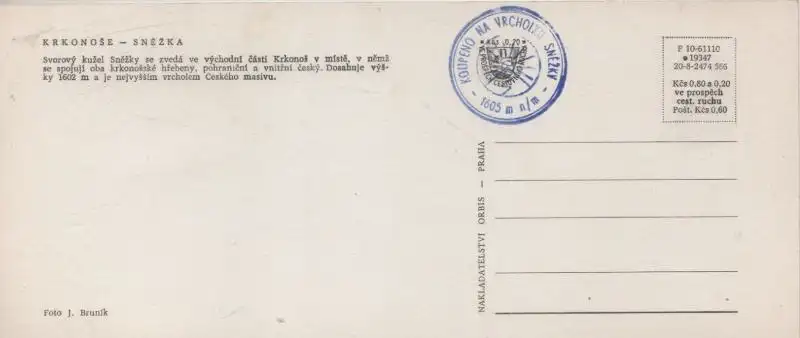 KRKONOŠE — SNĚŽKA
Svorový kužel Sněžky se zvedá ve východní části Krkonoš v místě, v němž
se spojují oba krkonošské hřebeny, pohraniční a vnitřní český. Dosahuje výš-
ky 1602 m a je nejvyšším vrcholem Českého masivu.
Foto J. Bruník
KOUPENO NA VRCHOLKU SNĚŽKY
- 1605 m n/m -
NAKLADATELSTVÍ ORBIS — PRAHA
F 10-61110
● 19347
20-8-2474 566
Kčs 0,80 a 0,20
ve prospěch
cest. ruchu
Pošt. Kčs 0,60